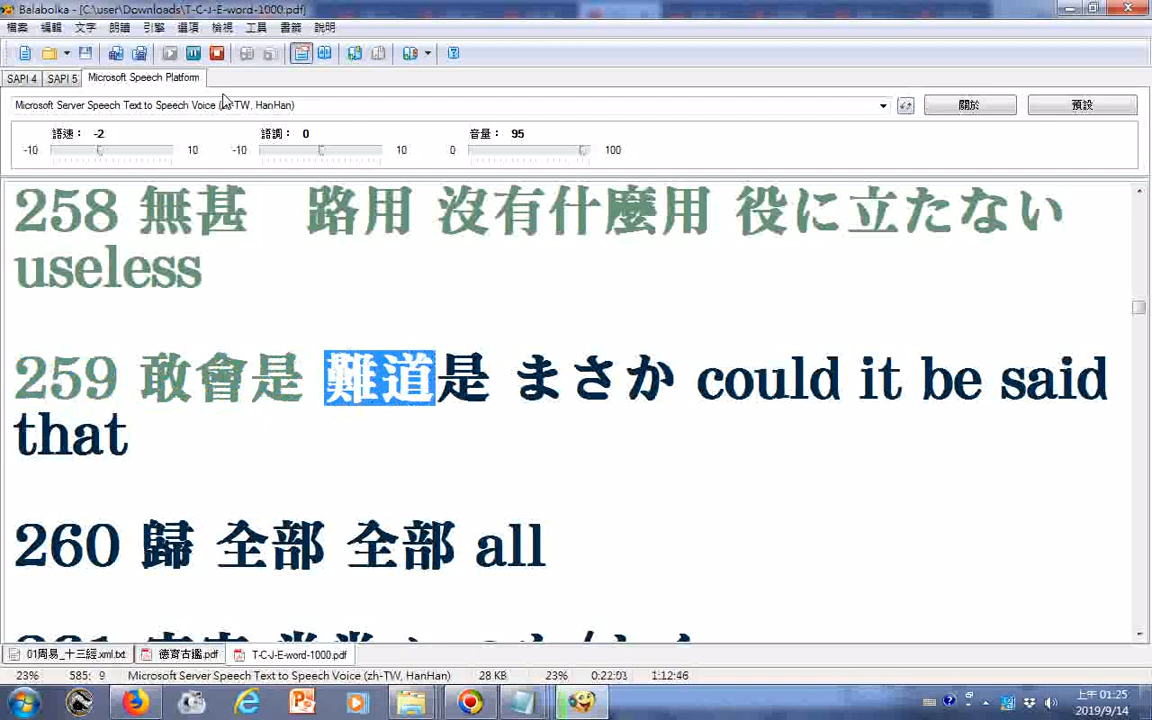 Balabolka - [C:\user\Downloads\T-C-J-E-word-1000.pdf]
檔案 編輯 文字 朗讀 引擎 選項 檢視 工具 書籤 說明
SAPI 4 SAPI 5 Microsoft Speech Platform
Microsoft Server Speech Text to Speech Voice (zh-TW, HanHan) 關於 預設
語速： -2 語調： 0 音量： 95
-10 10 -10 10 0 100
258 無甚　路用 沒有什麼用 役に立たない
useless
259 敢會是 難道是 まさか could it be said
that
260 歸 全部 全部 all
01周易_十三經.xml.txt 德育古鑑.pdf T-C-J-E-word-1000.pdf
23% 585: 9 Microsoft Server Speech Text to Speech Voice (zh-TW, HanHan) 28 KB 23% 0:22:01 1:12:46
上午 01:25
2019/9/14